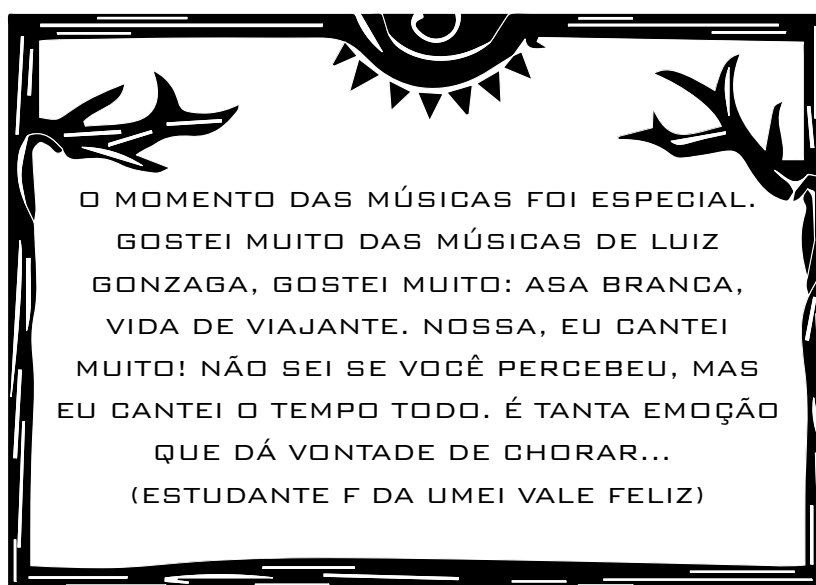 O MOMENTO DAS MÚSICAS FOI ESPECIAL.
GOSTEI MUITO DAS MÚSICAS DE LUIZ
GONZAGA, GOSTEI MUITO: ASA BRANCA,
VIDA DE VIAJANTE. NOSSA, EU CANTEI
MUITO! NÃO SEI SE VOCÊ PERCEBEU, MAS
EU CANTEI O TEMPO TODO. É TANTA EMOÇÃO
QUE DÁ VONTADE DE CHORAR...
(ESTUDANTE F DA UMEI VALE FELIZ)